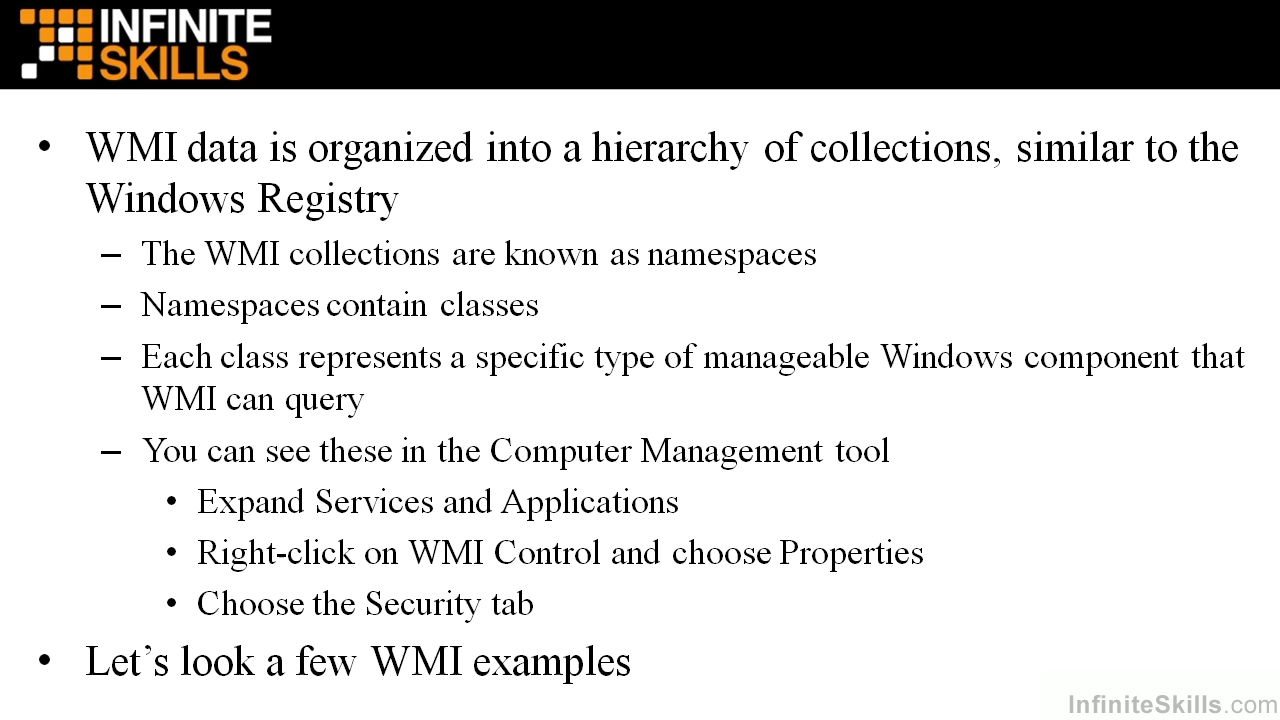 INFINITE
SKILLS
• WMI data is organized into a hierarchy of collections, similar to the
Windows Registry
– The WMI collections are known as namespaces
– Namespaces contain classes
– Each class represents a specific type of manageable Windows component that
WMI can query
– You can see these in the Computer Management tool
• Expand Services and Applications
• Right-click on WMI Control and choose Properties
• Choose the Security tab
• Let’s look a few WMI examples
InfiniteSkills.com